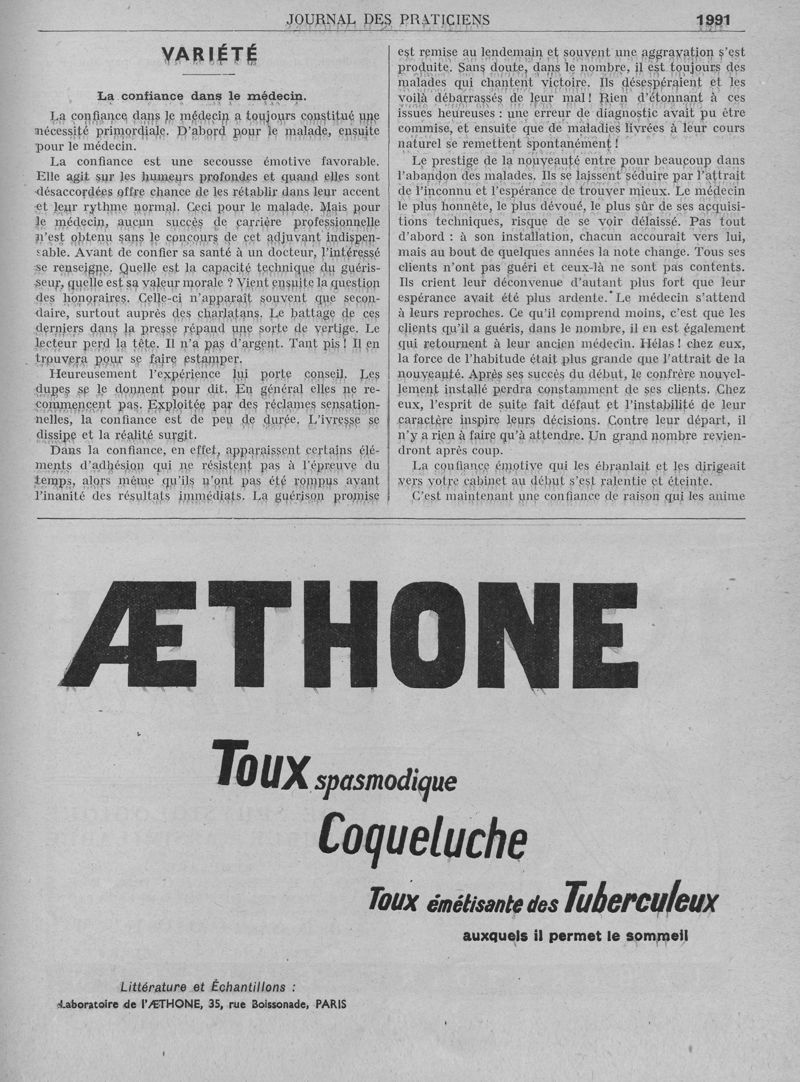 JOURNAL DES PRATICIENS 1991
VARIÉTÉ
La confiance dans le médecin.
La confiance dans le médecin a toujours constitué une
nécessité primordiale. D'abord pour le malade, ensuite
pour le médecin.
La confiance est une secousse émotive favorable.
Elle agit sur les humeurs profondes et quand elles sont
désaccordées offre chance de les rétablir dans leur accent
et leur rythme normal. Ceci pour le malade. Mais pour
le médecin, aucun succès de carrière professionnelle
n'est obtenu sans le concours de cet adjuvant indispen-
sable. Avant de confier sa santé à un docteur, l'intéressé
se renseigne. Quelle est la capacité technique du guéris-
seur, quelle est sa valeur morale ? Vient ensuite la question
des honoraires. Celle-ci n'apparaît souvent que secon-
daire, surtout auprès des charlatans. Le battage de ces
derniers dans la presse répand une sorte de vertige. Le
lecteur perd la tête. Il n'a pas d'argent. Tant pis ! Il en
trouvera pour se faire estamper.
Heureusement l'expérience lui porte conseil. Les
dupes se le donnent pour dit. En général elles ne re-
commencent pas. Exploitée par des réclames sensation-
nelles, la confiance est de peu de durée. L'ivresse se
dissipe et la réalité surgit.
Dans la confiance, en effet, apparaissent certains élé-
ments d'adhésion qui ne résistent pas à l'épreuve du
temps, alors même qu'ils n'ont pas été rompus avant
l'inanité des résultats immédiats. La guérison promise
est remise au lendemain et souvent une aggravation s'est
produite. Sans doute, dans le nombre, il est toujours des
malades qui chantent victoire. Ils désespéraient et les
voilà débarrassés de leur mal ! Rien d'étonnant à ces
issues heureuses : une erreur de diagnostic avait pu être
commise, et ensuite que de maladies livrées à leur cours
naturel se remettent spontanément !
Le prestige de la nouveauté entre pour beaucoup dans
l'abandon des malades. Ils se laissent séduire par l'attrait
de l'inconnu et l'espérance de trouver mieux. Le médecin
le plus honnête, le plus dévoué, le plus sûr de ses acquisi-
tions techniques, risque de se voir délaissé. Pas tout
d'abord : à son installation, chacun accourait vers lui,
mais au bout de quelques années la note change. Tous ses
clients n'ont pas guéri et ceux-là ne sont pas contents.
Ils crient leur déconvenue d'autant plus fort que leur
espérance avait été plus ardente. Le médecin s'attend
à leurs reproches. Ce qu'il comprend moins, c'est que les
clients qu'il a guéris, dans le nombre, il en est également
qui retournent à leur ancien médecin. Hélas ! chez eux,
la force de l'habitude était plus grande que l'attrait de la
nouveauté. Après ses succès du début, le confrère nouvel-
lement installé perdra constamment de ses clients. Chez
eux, l'esprit de suite fait défaut et l'instabilité de leur
caractère inspire leurs décisions. Contre leur départ, il
n'y a rien à faire qu'à attendre. Un grand nombre revien-
dront après coup.
La confiance émotive qui les ébranlait et les dirigeait
vers votre cabinet au début s'est ralentie et éteinte.
C'est maintenant une confiance de raison qui les anime
ÆTHONE
Toux spasmodique
Coqueluche
Toux émétisante des Tuberculeux
auxquels il permet le sommeil
Littérature et Échantillons :
Laboratoire de l'ÆTHONE, 35, rue Boissonade, PARIS